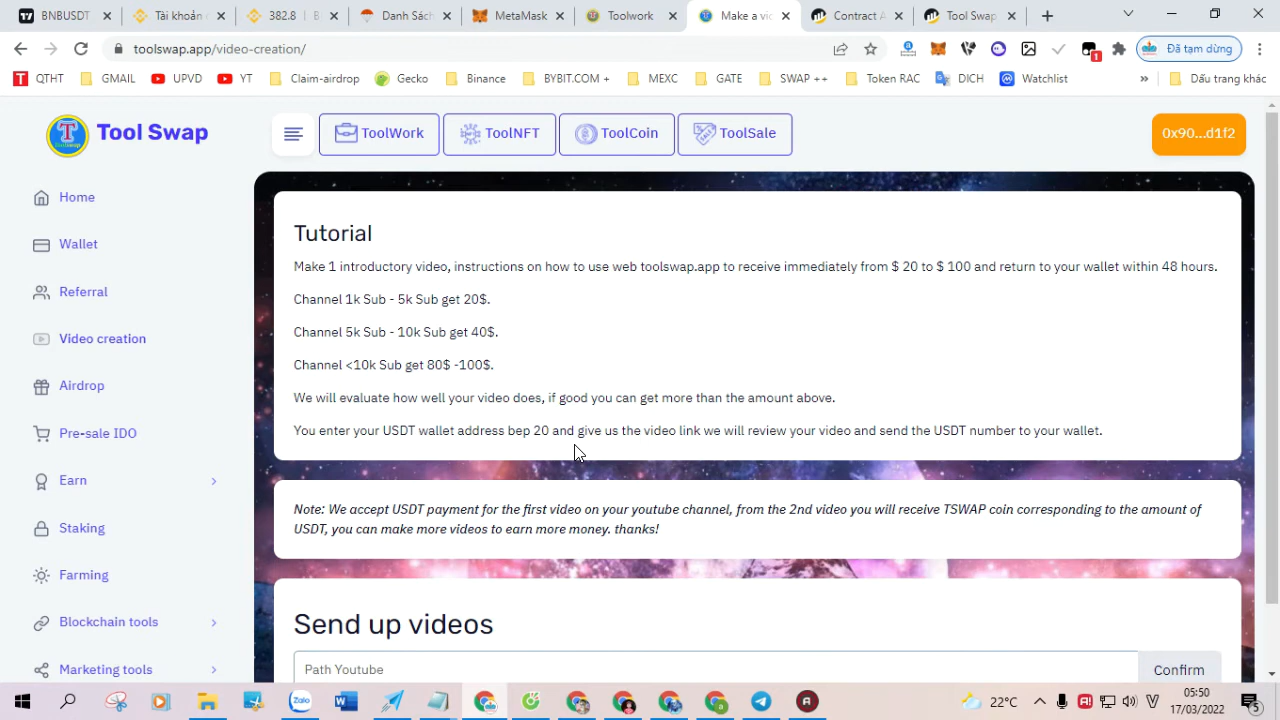 BNBUSDT
Tài khoản
382.8 | B
Danh Sách
MetaMask
Toolwork
Make a vi
Contract A
Tool Swap
toolswap.app/video-creation/
1
Đã tạm dừng
QTHT
GMAIL
UPVD
YT
Claim-airdrop
Gecko
Binance
BYBIT.COM +
MEXC
GATE
SWAP ++
Token RAC
DICH
Watchlist
Dấu trang khác
Tool Swap
ToolWork
ToolNFT
ToolCoin
ToolSale
0x90...d1f2
Home
Wallet
Referral
Video creation
Airdrop
Pre-sale IDO
Earn
Staking
Farming
Blockchain tools
Marketing tools
Tutorial
Make 1 introductory video, instructions on how to use web toolswap.app to receive immediately from $ 20 to $ 100 and return to your wallet within 48 hours.
Channel 1k Sub - 5k Sub get 20$.
Channel 5k Sub - 10k Sub get 40$.
Channel <10k Sub get 80$ -100$.
We will evaluate how well your video does, if good you can get more than the amount above.
You enter your USDT wallet address bep 20 and give us the video link we will review your video and send the USDT number to your wallet.
Note: We accept USDT payment for the first video on your youtube channel, from the 2nd video you will receive TSWAP coin corresponding to the amount of
USDT, you can make more videos to earn more money. thanks!
Send up videos
Path Youtube
Confirm
Zalo
22°C
05:50
17/03/2022
5